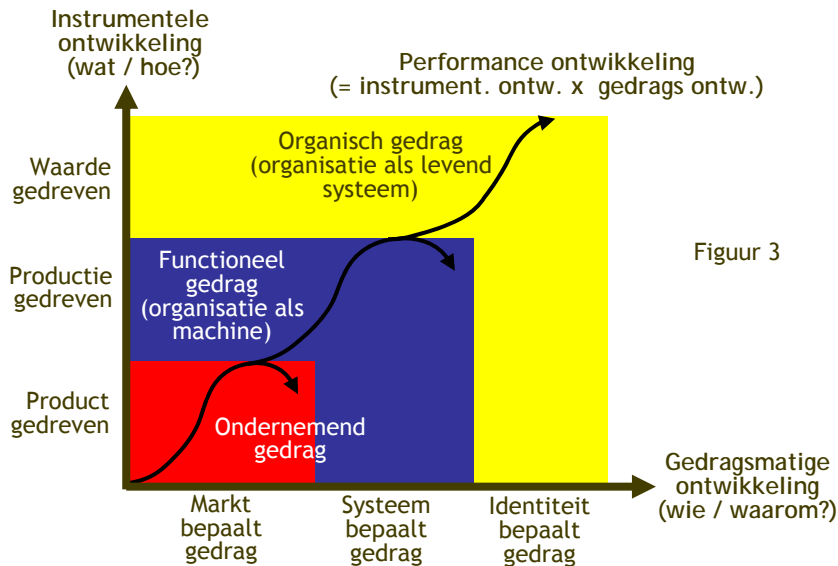 Instrumentele
ontwikkeling
(wat / hoe?)
Performance ontwikkeling
(= instrument. ontw. x gedrags ontw.)
Waarde
gedreven
Organisch gedrag
(organisatie als levend
systeem)
Productie
gedreven
Functioneel
gedrag
(organisatie als
machine)
Figuur 3
Product
gedreven
Ondernemend
gedrag
Markt
bepaalt
gedrag
Systeem
bepaalt
gedrag
Identiteit
bepaalt
gedrag
Gedragsmatige
ontwikkeling
(wie / waarom?)